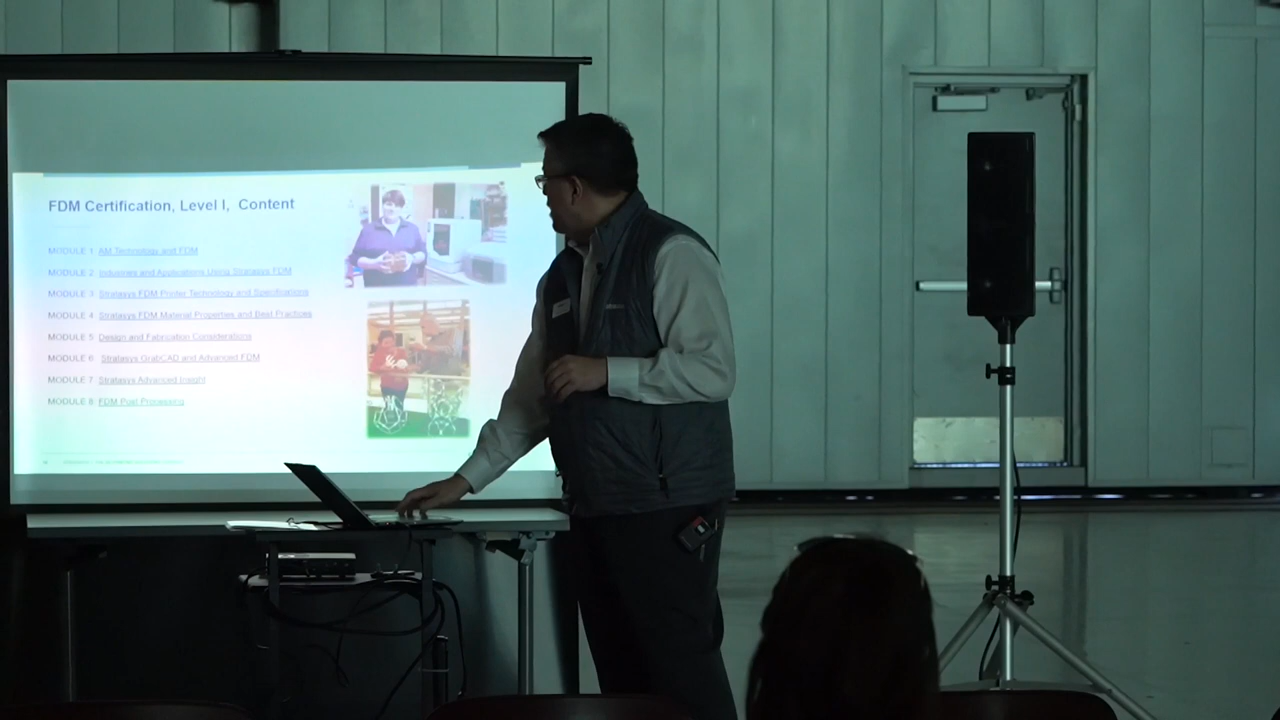 FDM Certification, Level I, Content
MODULE 1: AM Technology and FDM
MODULE 2: Industries and Applications Using Stratasys FDM
MODULE 3: Stratasys FDM Printer Technology and Specifications
MODULE 4: Stratasys FDM Material Properties and Best Practices
MODULE 5: Design and Fabrication Considerations
MODULE 6: Stratasys GrabCAD and Advanced FDM
MODULE 7: Stratasys Advanced Insight
MODULE 8: FDM Post Processing